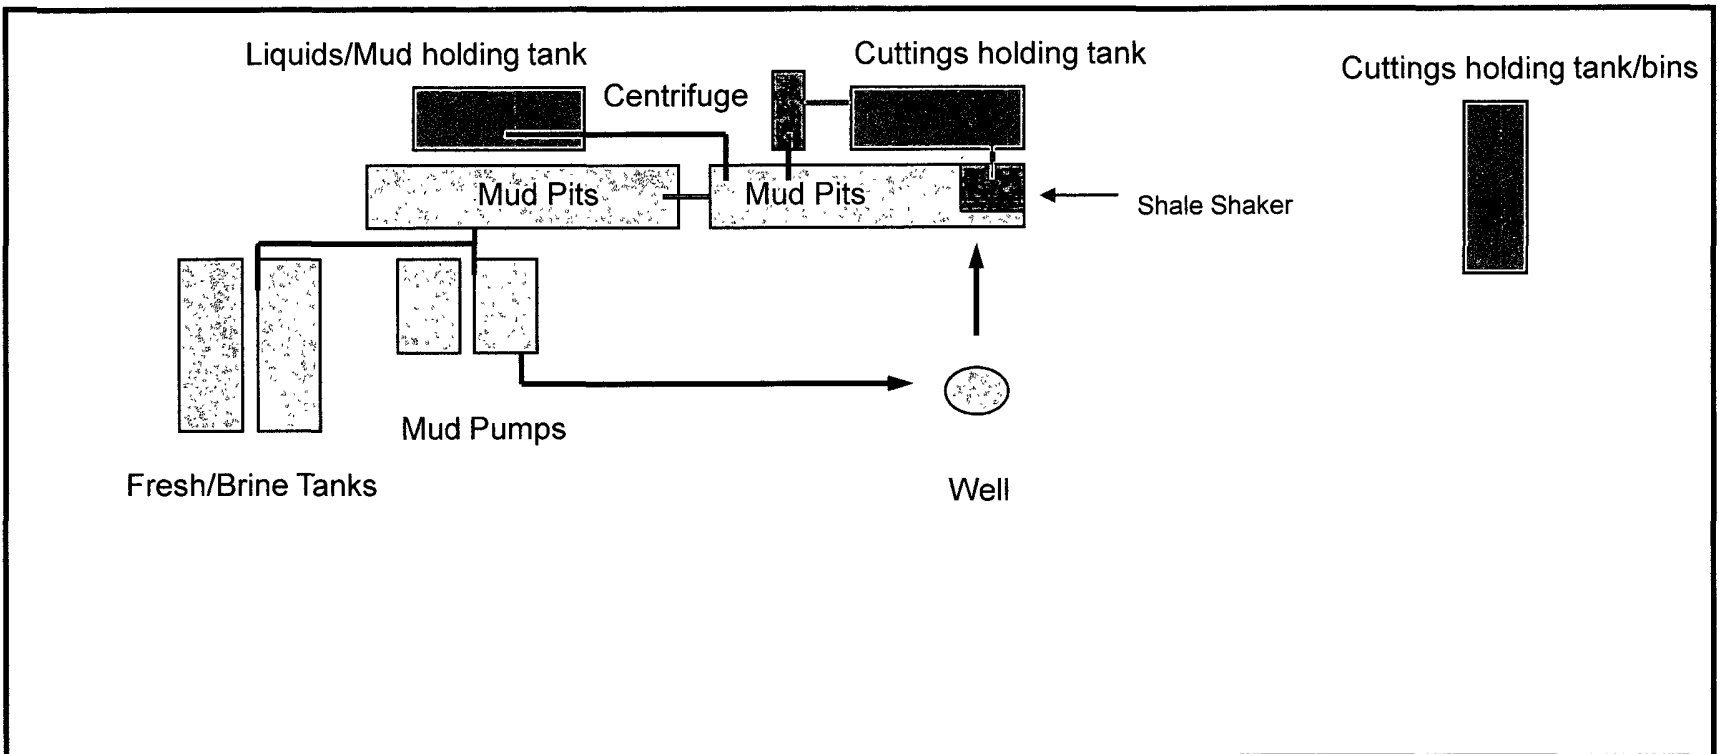 Liquids/Mud holding tank
Cuttings holding tank
Cuttings holding tank/bins
Centrifuge
Mud Pits
Mud Pits
Shale Shaker
Mud Pumps
Fresh/Brine Tanks
Well